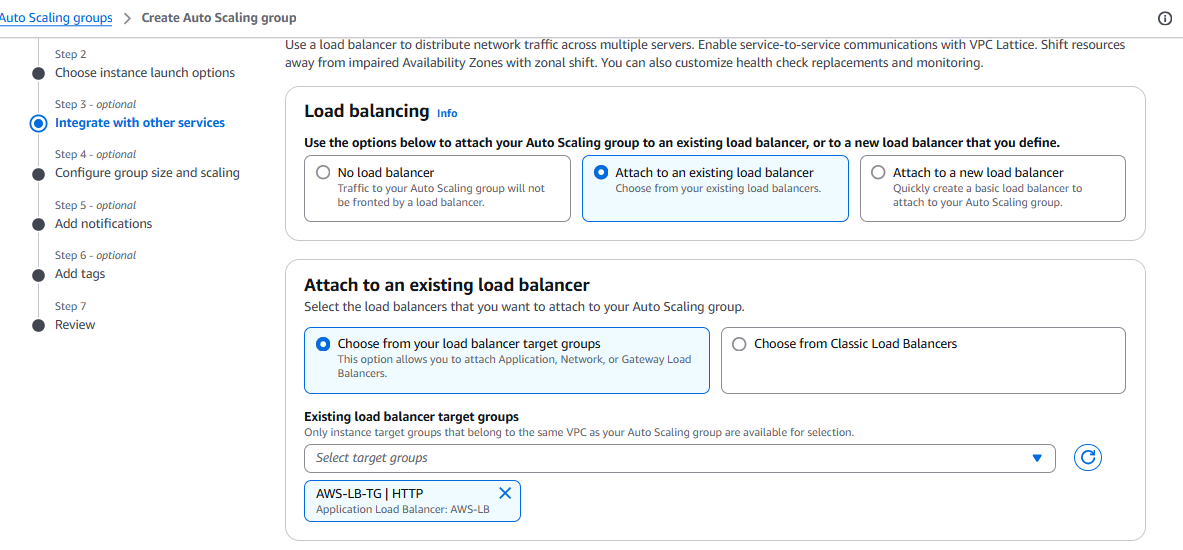 Auto Scaling groups > Create Auto Scaling group
Step 2
Choose instance launch options
Step 3 - optional
Integrate with other services
Step 4 - optional
Configure group size and scaling
Step 5 - optional
Add notifications
Step 6 - optional
Add tags
Step 7
Review
Use a load balancer to distribute network traffic across multiple servers. Enable service-to-service communications with VPC Lattice. Shift resources
away from impaired Availability Zones with zonal shift. You can also customize health check replacements and monitoring.
Load balancing Info
Use the options below to attach your Auto Scaling group to an existing load balancer, or to a new load balancer that you define.
No load balancer
Traffic to your Auto Scaling group will not
be fronted by a load balancer.
Attach to an existing load balancer
Choose from your existing load balancers.
Attach to a new load balancer
Quickly create a basic load balancer to
attach to your Auto Scaling group.
Attach to an existing load balancer
Select the load balancers that you want to attach to your Auto Scaling group.
Choose from your load balancer target groups
This option allows you to attach Application, Network, or Gateway Load
Balancers.
Choose from Classic Load Balancers
Existing load balancer target groups
Only instance target groups that belong to the same VPC as your Auto Scaling group are available for selection.
Select target groups
AWS-LB-TG | HTTP
Application Load Balancer: AWS-LB